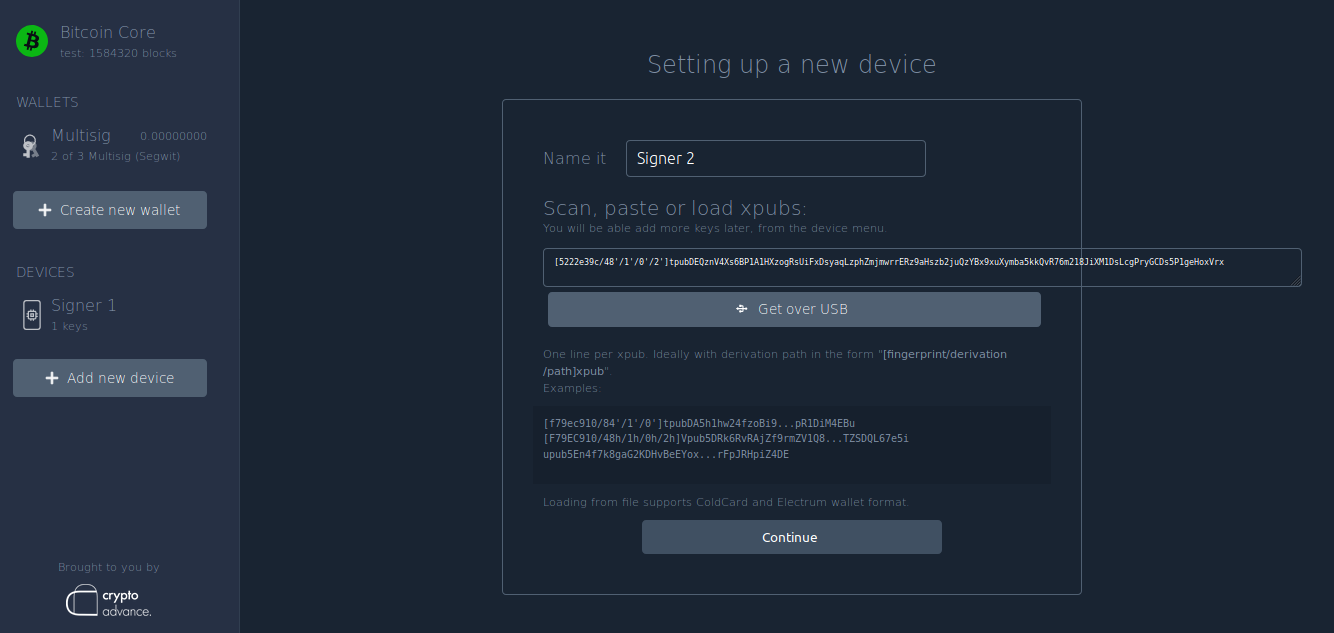 Bitcoin Core
test: 1584320 blocks
WALLETS
Multisig 0.00000000
2 of 3 Multisig (Segwit)
Create new wallet
DEVICES
Signer 1
1 keys
Add new device
Brought to you by
crypto
advance.
Setting up a new device
Name it Signer 2
Scan, paste or load xpubs:
You will be able add more keys later, from the device menu.
[5222e39c/48'/1'/0'/2']tpubDEQznV4Xs6BP1A1HXzogRsUiFxDsyaqLzphZmjmwrrERz9aHszb2juQzYBx9xuXymba5kkQvR76m218JiXM1DsLcgPryGCDs5P1geHoxVrx
Get over USB
One line per xpub. Ideally with derivation path in the form "[fingerprint/derivation
/path]xpub".
Examples:
[f79ec910/84'/1'/0']tpubDA5h1hw24fzoBi9...pR1DiM4EBu
[F79EC910/48h/1h/0h/2h]Vpub5DRk6RvRAjZf9rmZV1Q8...TZSDQL67e5i
upub5En4f7k8gaG2KDHvBeEYox...rFpJRHpiZ4DE
Loading from file supports ColdCard and Electrum wallet format.
Continue